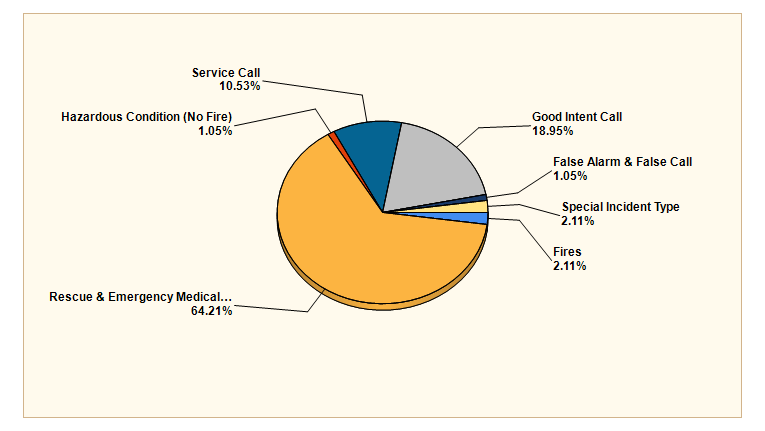 Service Call
10.53%
Hazardous Condition (No Fire)
1.05%
Good Intent Call
18.95%
False Alarm & False Call
1.05%
Special Incident Type
2.11%
Fires
2.11%
Rescue & Emergency Medical...
64.21%